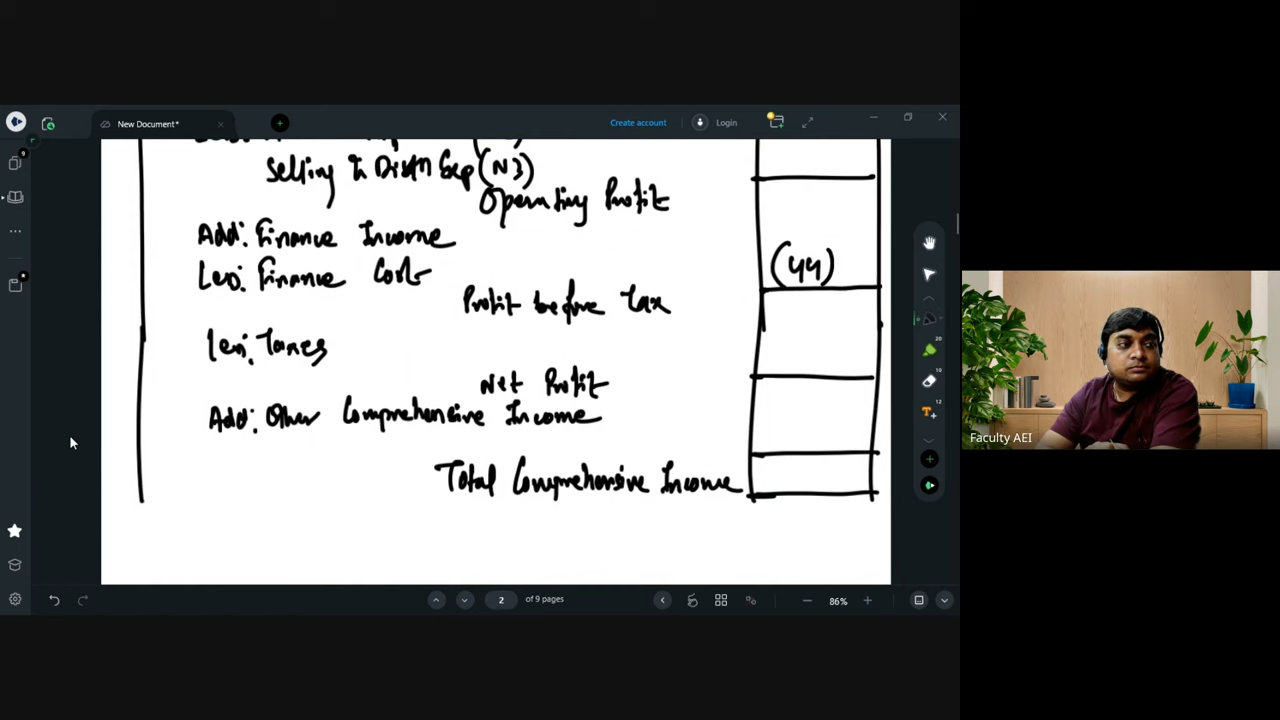 New Document*
Create account
Login
Selling & Distn Exp (N3)
Operating Profit
Add: Finance Income
Less: Finance Cost (44)
Profit before Tax
Less: Taxes
Net Profit
Add: Other Comprehensive Income
Total Comprehensive Income
Faculty AEI
2 of 9 pages
86%